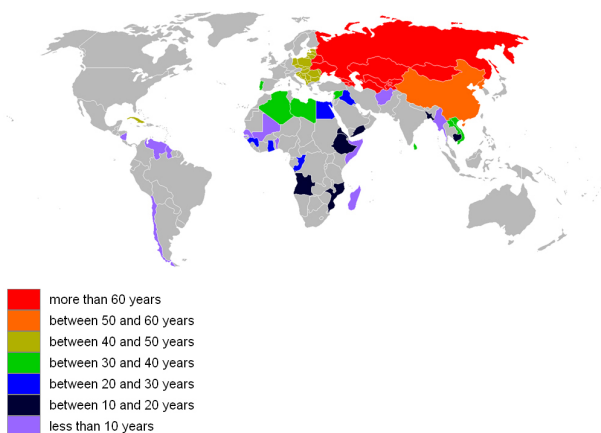 more than 60 years
between 50 and 60 years
between 40 and 50 years
between 30 and 40 years
between 20 and 30 years
between 10 and 20 years
less than 10 years